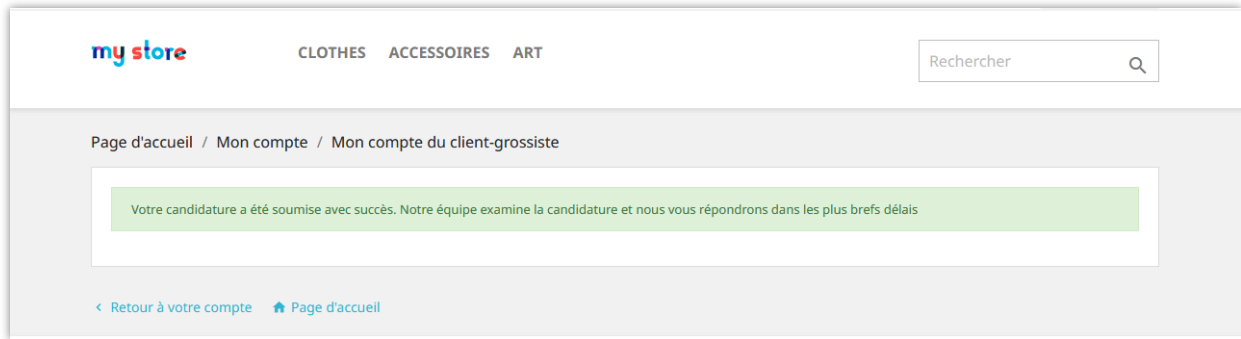 my store CLOTHES ACCESSOIRES ART Rechercher
Page d'accueil / Mon compte / Mon compte du client-grossiste
Votre candidature a été soumise avec succès. Notre équipe examine la candidature et nous vous répondrons dans les plus brefs délais
< Retour à votre compte Page d'accueil